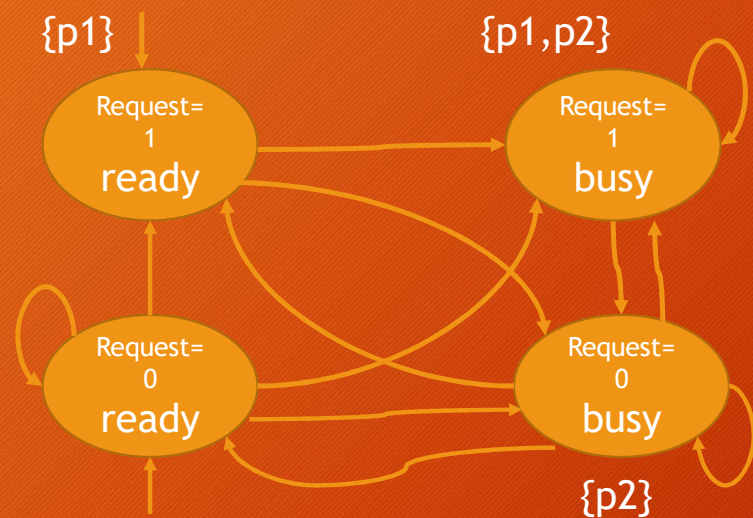 {p1}
{p1,p2}
Request=
1
ready
Request=
1
busy
Request=
0
ready
Request=
0
busy
{p2}